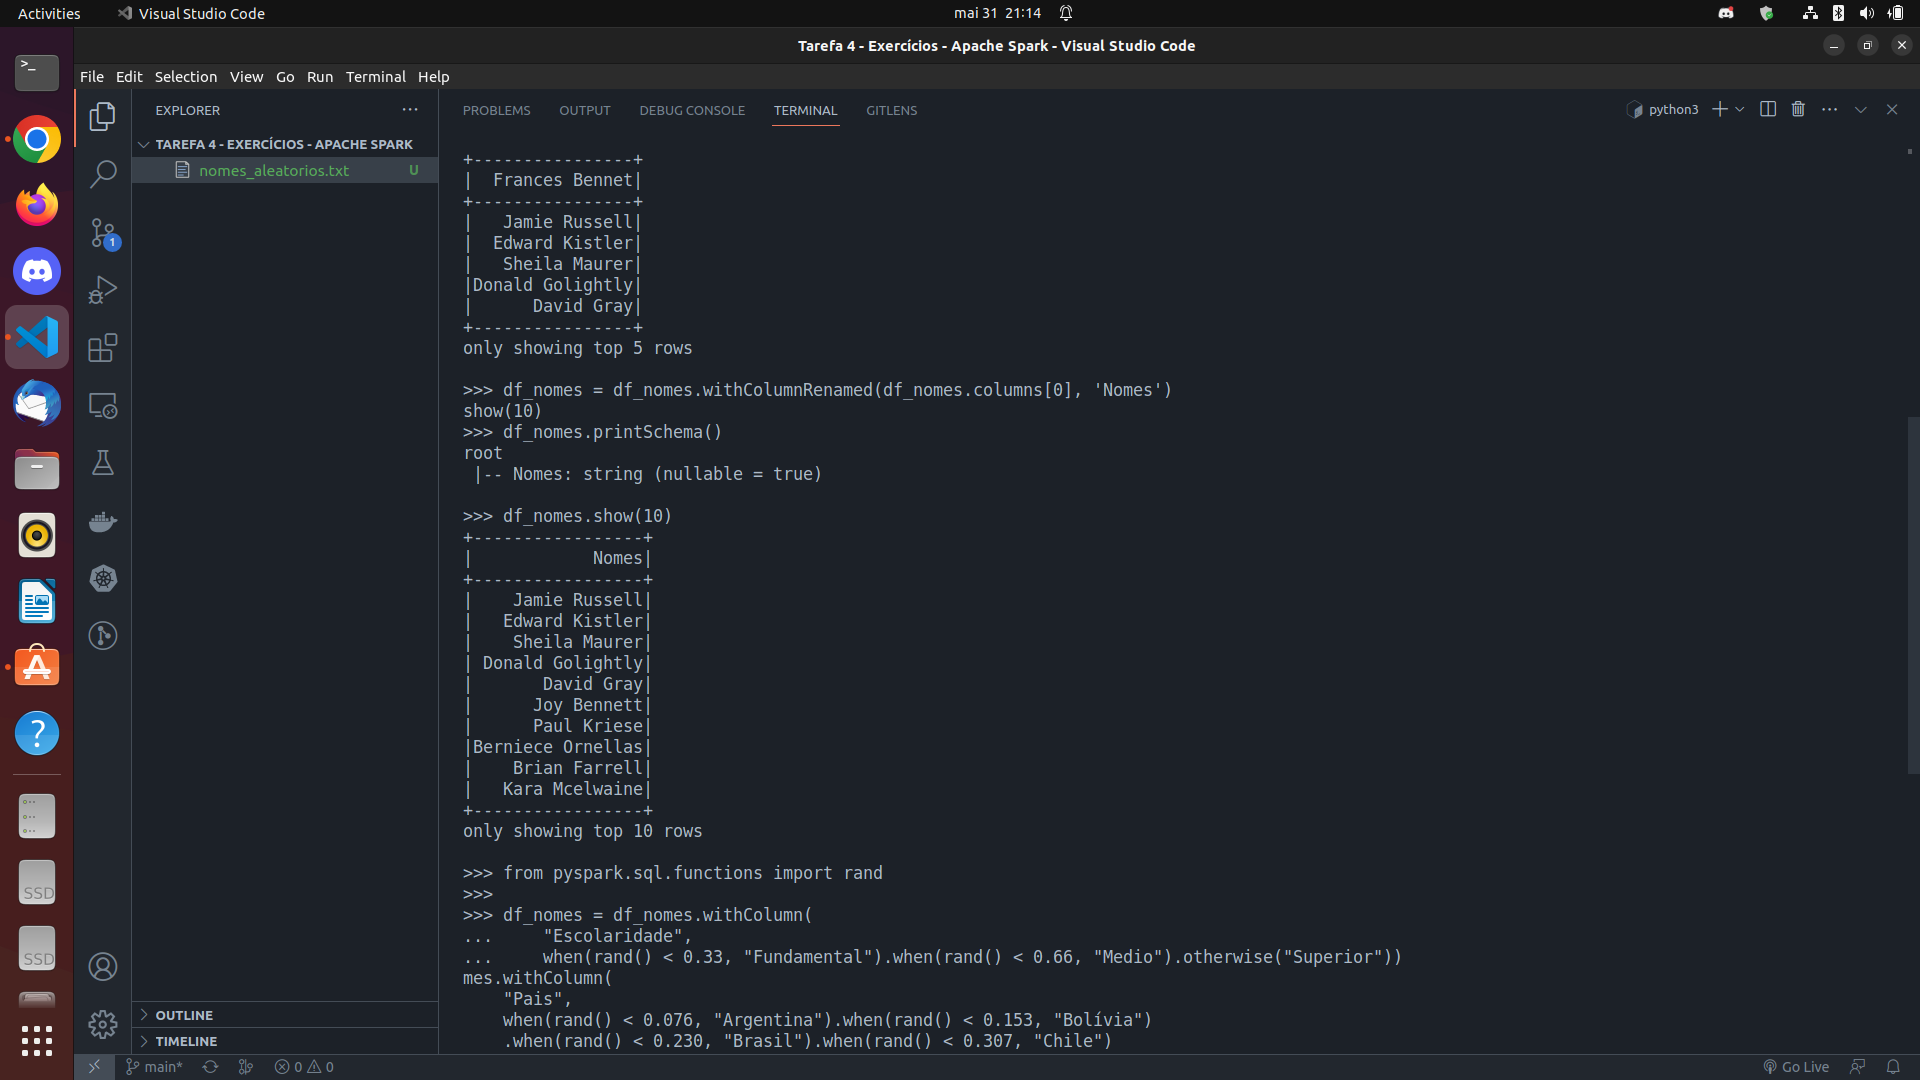 Activities
Visual Studio Code
mai 31 21:14
Tarefa 4 - Exercícios - Apache Spark - Visual Studio Code
File Edit Selection View Go Run Terminal Help
EXPLORER
TAREFA 4 - EXERCÍCIOS - APACHE SPARK
nomes_aleatorios.txt U
1
SSD
SSD
OUTLINE
TIMELINE
PROBLEMS OUTPUT DEBUG CONSOLE TERMINAL GITLENS
python3
+----------------+
|  Frances Bennet|
+----------------+
|   Jamie Russell|
|  Edward Kistler|
|   Sheila Maurer|
|Donald Golightly|
|      David Gray|
+----------------+
only showing top 5 rows
>>> df_nomes = df_nomes.withColumnRenamed(df_nomes.columns[0], 'Nomes')
show(10)
>>> df_nomes.printSchema()
root
 |-- Nomes: string (nullable = true)
>>> df_nomes.show(10)
+-----------------+
|            Nomes|
+-----------------+
|    Jamie Russell|
|   Edward Kistler|
|    Sheila Maurer|
| Donald Golightly|
|       David Gray|
|      Joy Bennett|
|      Paul Kriese|
|Berniece Ornellas|
|    Brian Farrell|
|   Kara Mcelwaine|
+-----------------+
only showing top 10 rows
>>> from pyspark.sql.functions import rand
>>>
>>> df_nomes = df_nomes.withColumn(
...     "Escolaridade",
...     when(rand() < 0.33, "Fundamental").when(rand() < 0.66, "Medio").otherwise("Superior"))
mes.withColumn(
    "Pais",
    when(rand() < 0.076, "Argentina").when(rand() < 0.153, "Bolívia")
    .when(rand() < 0.230, "Brasil").when(rand() < 0.307, "Chile")
main* 0 0
Go Live